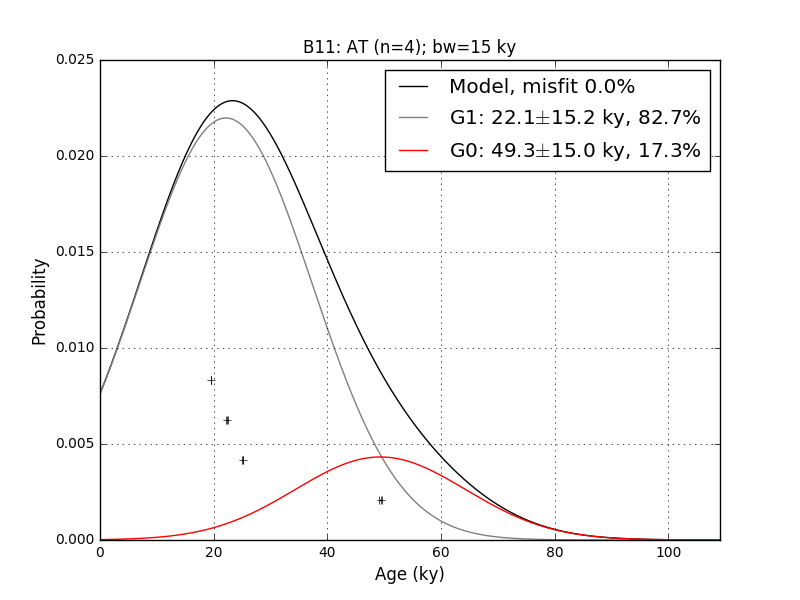 B11: AT (n=4); bw=15 ky
0.025
0.020
0.015
0.010
0.005
0.000
Probability
Model, misfit 0.0%
G1: 22.1±15.2 ky, 82.7%
G0: 49.3±15.0 ky, 17.3%
0 20 40 60 80 100
Age (ky)